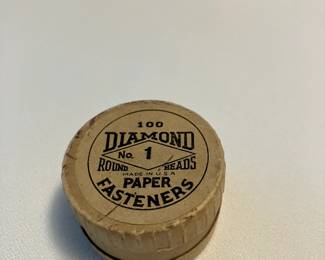 100
DIAMOND
No. 1
ROUND HEADS
MADE IN U.S.A
PAPER
FASTENERS